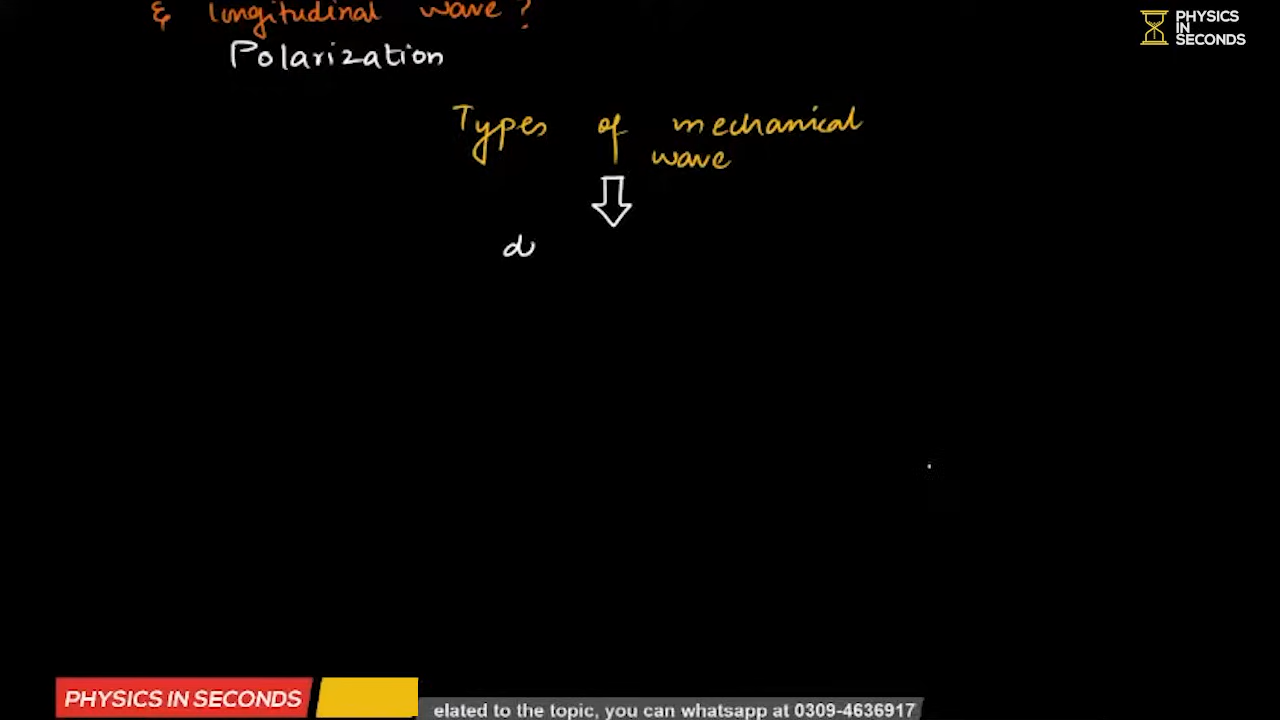 & longitudinal wave?
Polarization
Types of mechanical
wave
PHYSICS
IN
SECONDS
PHYSICS IN SECONDS
elated to the topic, you can whatsapp at 0309-4636917